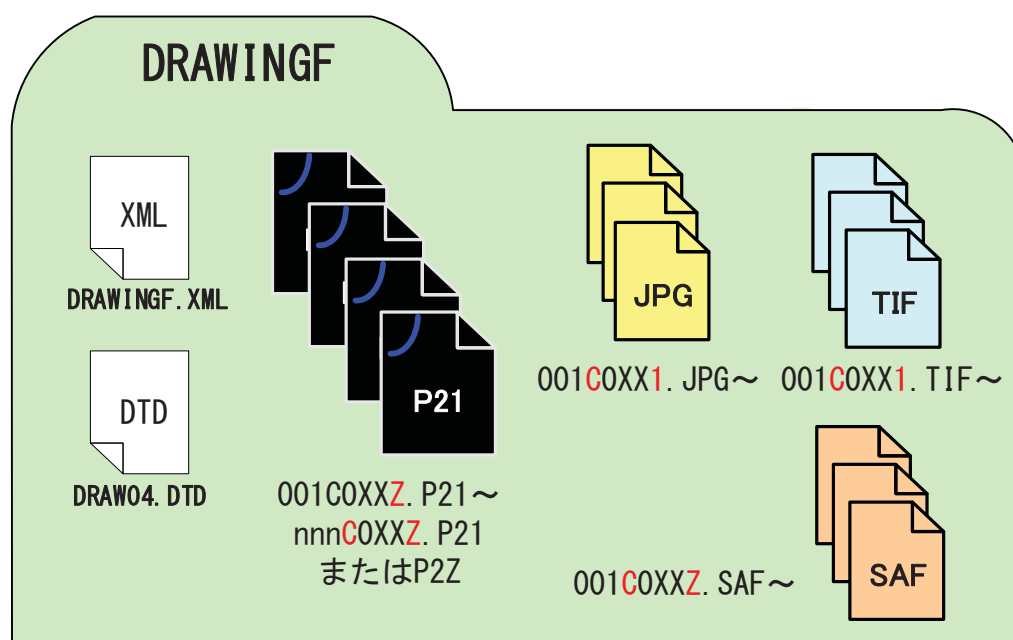 DRAWINGF
XML
DRAWINGF.XML
DTD
DRAW04.DTD
P21
001C0XXZ.P21～
nnnC0XXZ.P21
またはP2Z
JPG
001C0XX1.JPG～
TIF
001C0XX1.TIF～
SAF
001C0XXZ.SAF～